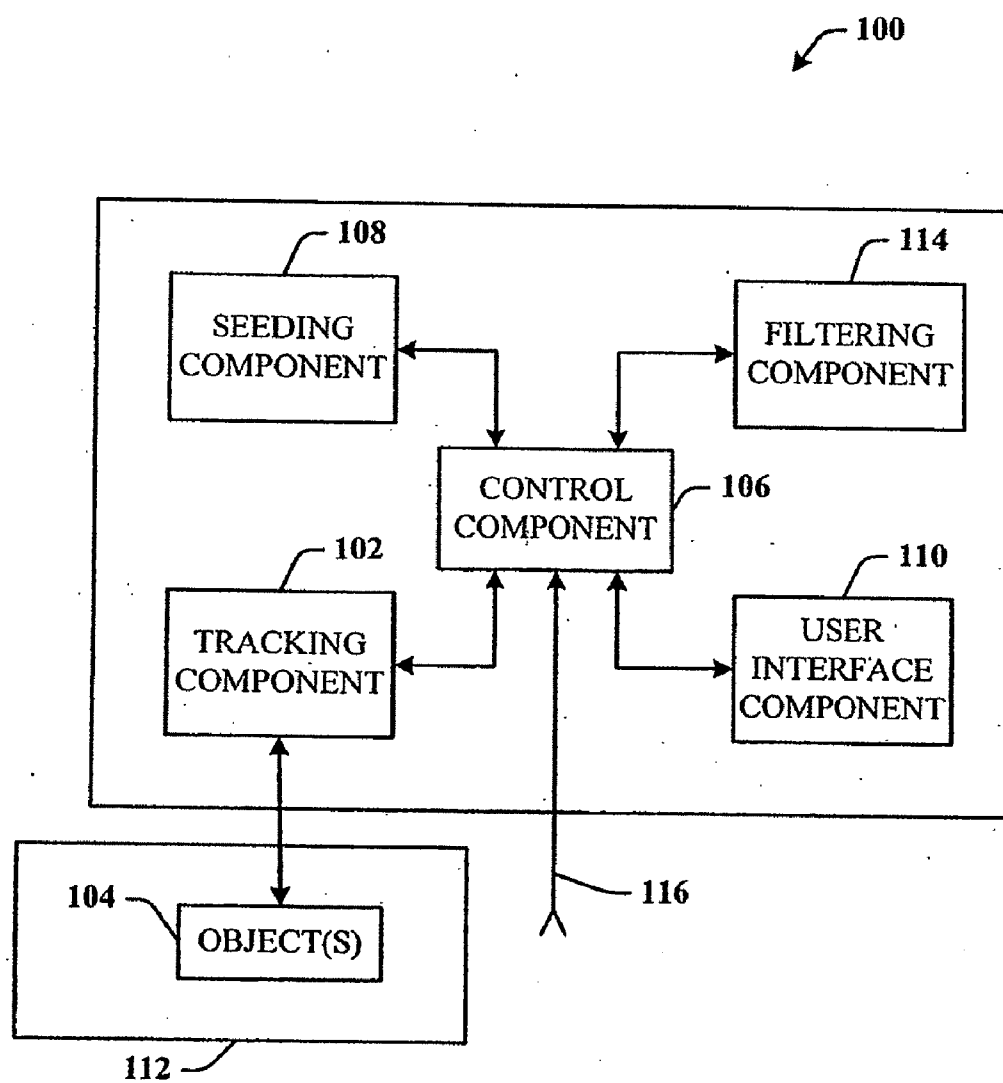 100
108
114
SEEDING
COMPONENT
FILTERING
COMPONENT
CONTROL
COMPONENT
106
102
110
TRACKING
COMPONENT
USER
INTERFACE
COMPONENT
104
OBJECT(S)
116
112